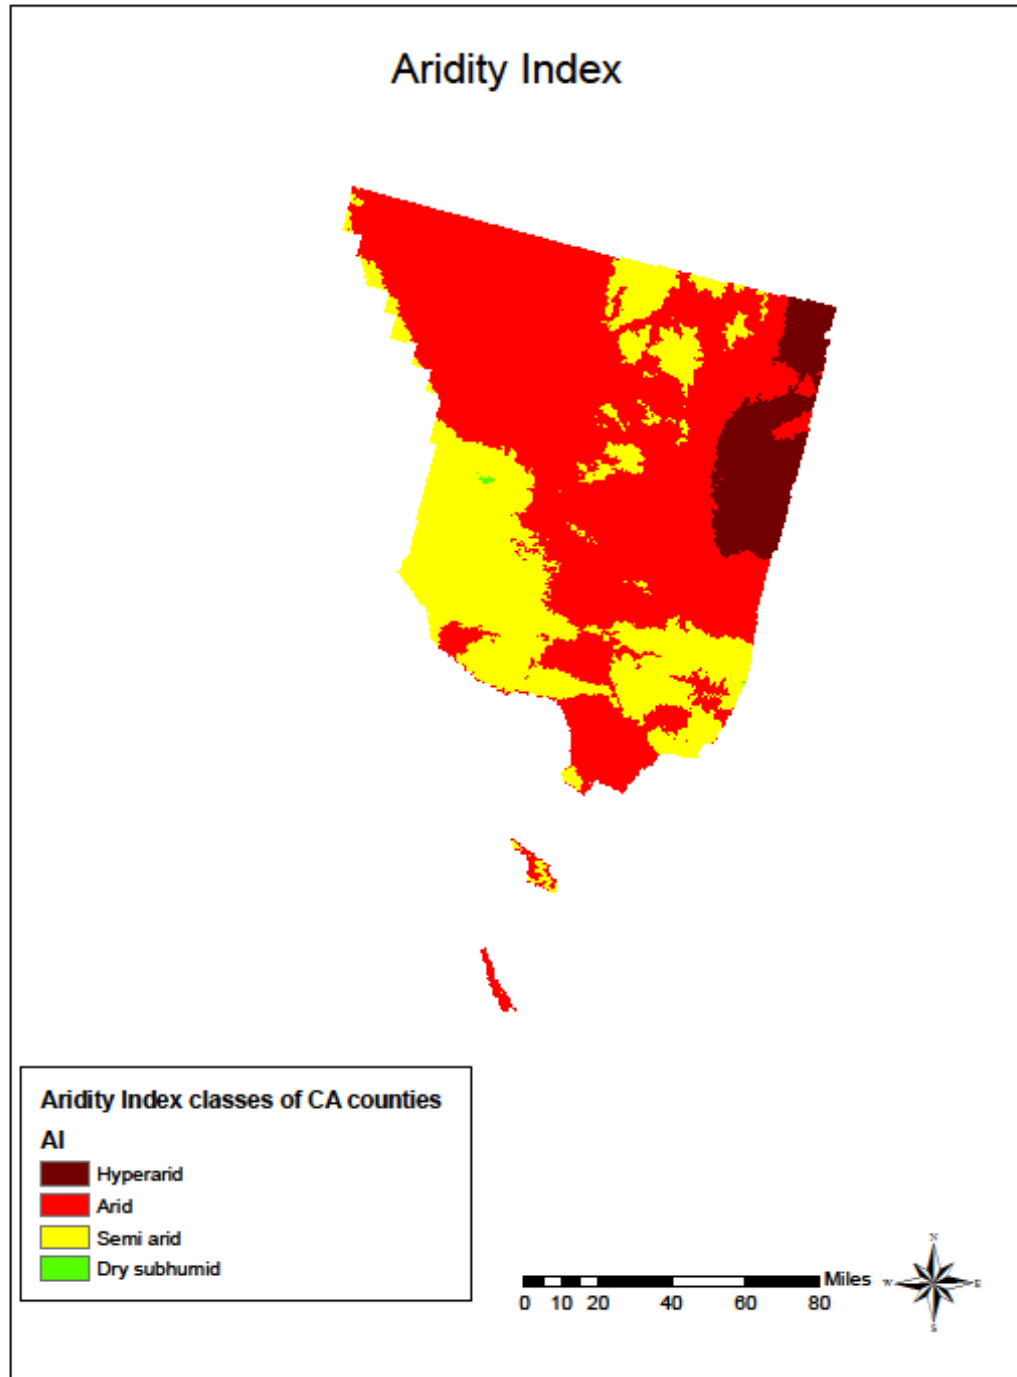 Aridity Index
Aridity Index classes of CA counties
AI
Hyperarid
Arid
Semi arid
Dry subhumid
Miles
0 10 20 40 60 80
N
W E
S